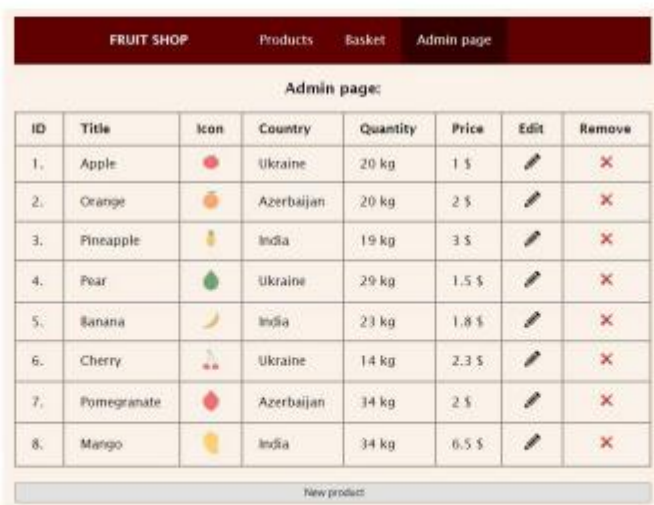 FRUIT SHOP Products Basket Admin page
Admin page:
ID Title Icon Country Quantity Price Edit Remove
1. Apple Ukraine 20 kg 1 $
2. Orange Azerbaijan 20 kg 2 $
3. Pineapple India 19 kg 3 $
4. Pear Ukraine 29 kg 1.5 $
5. Banana India 23 kg 1.8 $
6. Cherry Ukraine 14 kg 2.3 $
7. Pomegranate Azerbaijan 34 kg 2 $
8. Mango India 34 kg 6.5 $
New product